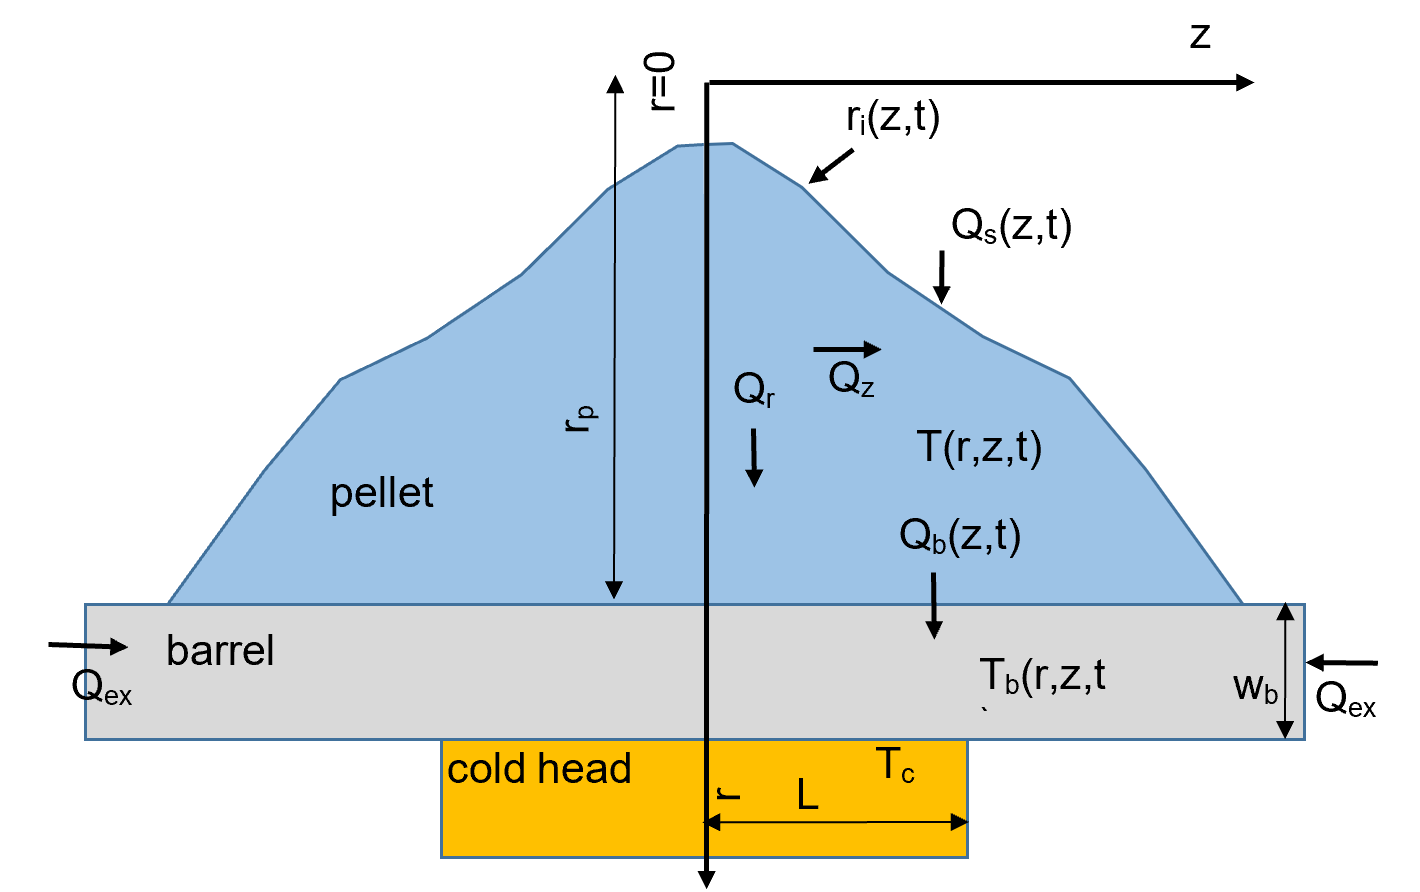 z
r=0
ri(z,t)
Qs(z,t)
Qz
Qr
rp
T(r,z,t)
pellet
Qb(z,t)
barrel
Tb(r,z,t
)
wb
Qex
Qex
cold head
Tc
r
L